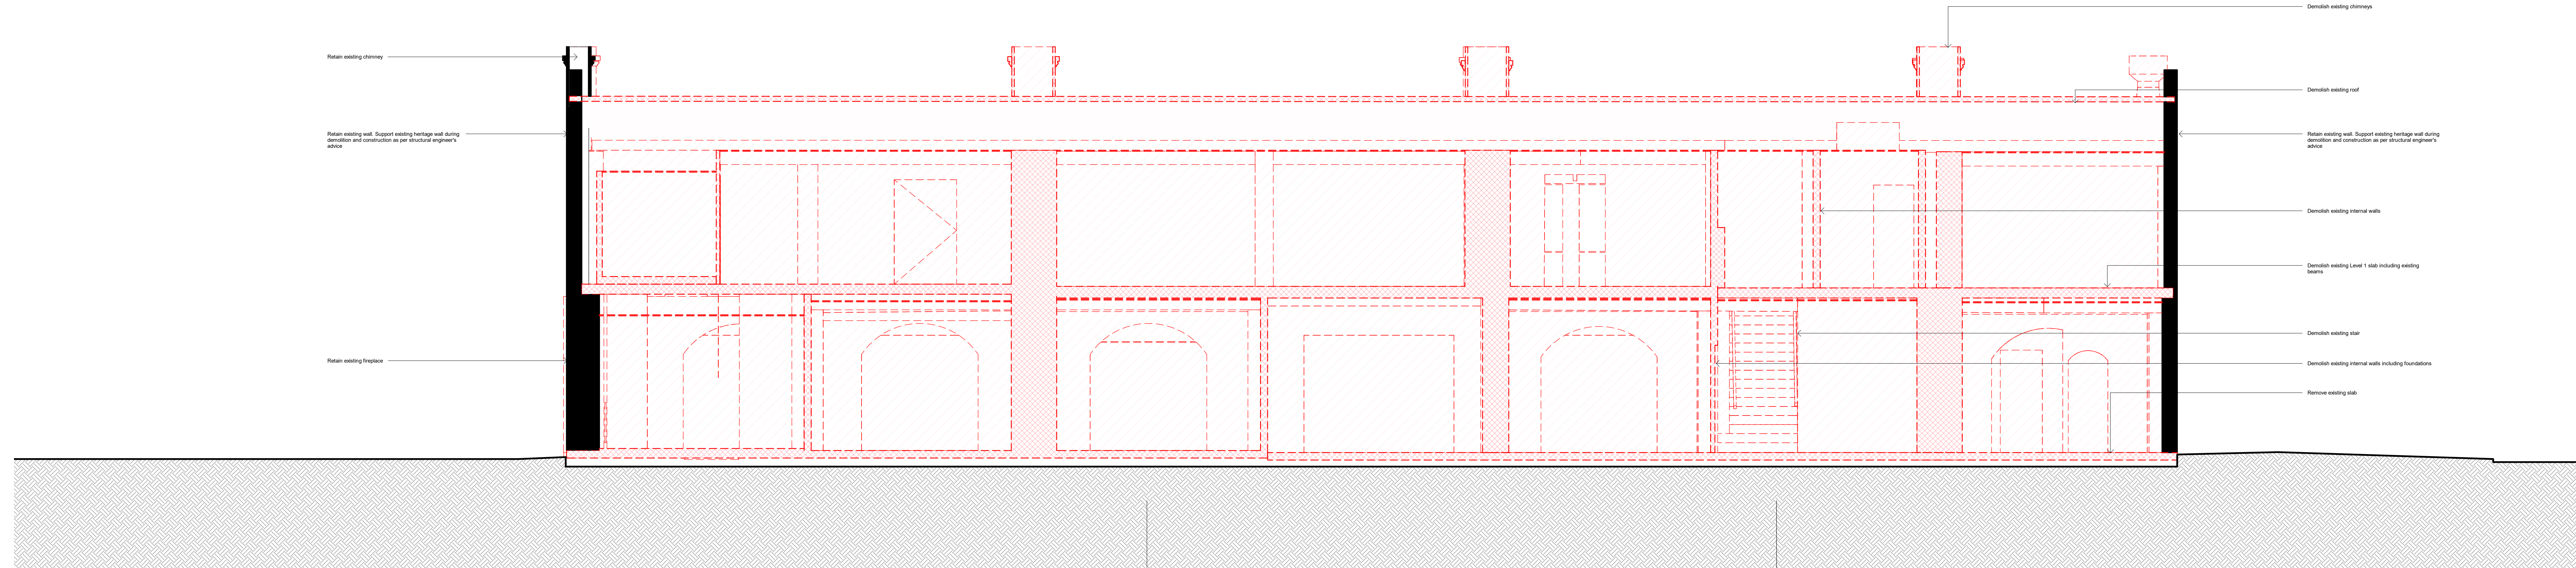 Demolish existing chimneys
Retain existing chimney
Demolish existing roof
Retain existing wall. Support existing heritage wall during
demolition and construction as per structural engineer's
advice
Retain existing wall. Support existing heritage wall during
demolition and construction as per structural engineer's
advice
Demolish existing internal walls
Demolish existing Level 1 slab including existing
beams
Demolish existing stair
Retain existing fireplace
Demolish existing internal walls including foundations
Remove existing slab